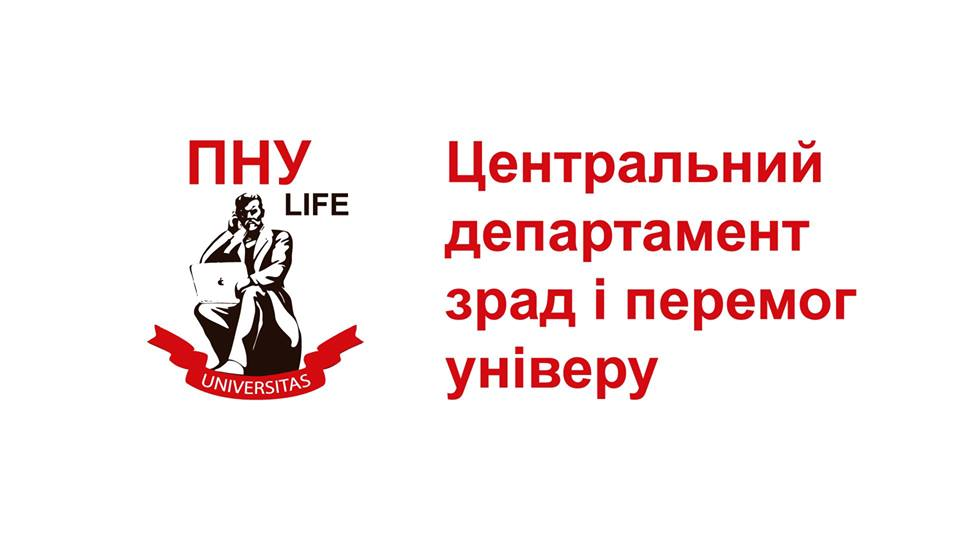 ПНУ
LIFE
UNIVERSITAS
Центральний
департамент
зрад і перемог
універу